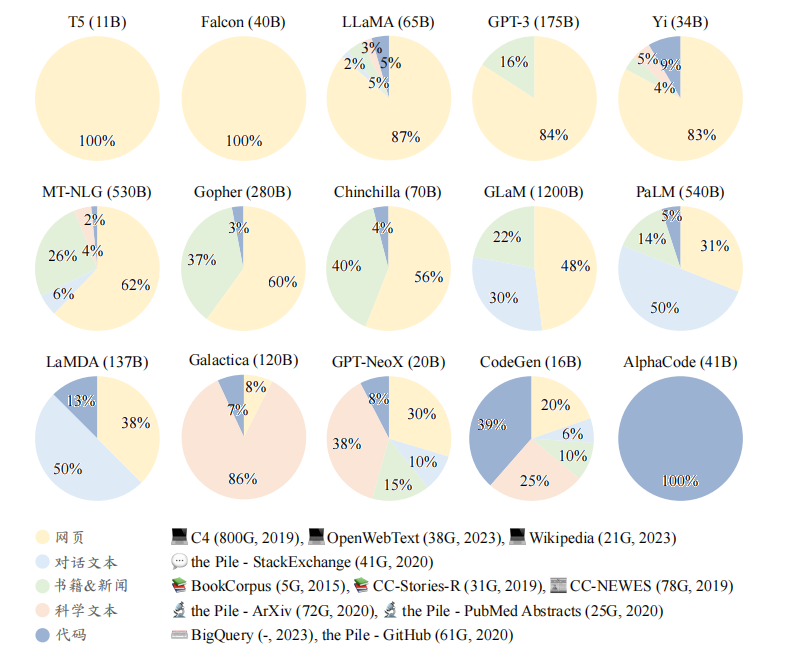 T5 (11B) Falcon (40B) LLaMA (65B) GPT-3 (175B) Yi (34B)
100% 100% 3% 5% 2% 5% 87% 16% 84% 5% 9% 4% 83%
MT-NLG (530B) Gopher (280B) Chinchilla (70B) GLaM (1200B) PaLM (540B)
2% 26% 4% 62% 6% 3% 37% 60% 4% 40% 56% 22% 48% 30% 5% 14% 31% 50%
LaMDA (137B) Galactica (120B) GPT-NeoX (20B) CodeGen (16B) AlphaCode (41B)
13% 38% 50% 8% 7% 86% 8% 30% 38% 10% 15% 20% 39% 6% 10% 25% 100%
网页 C4 (800G, 2019), OpenWebText (38G, 2023), Wikipedia (21G, 2023)
对话文本 the Pile - StackExchange (41G, 2020)
书籍&新闻 BookCorpus (5G, 2015), CC-Stories-R (31G, 2019), CC-NEWES (78G, 2019)
科学文本 the Pile - ArXiv (72G, 2020), the Pile - PubMed Abstracts (25G, 2020)
代码 BigQuery (-, 2023), the Pile - GitHub (61G, 2020)